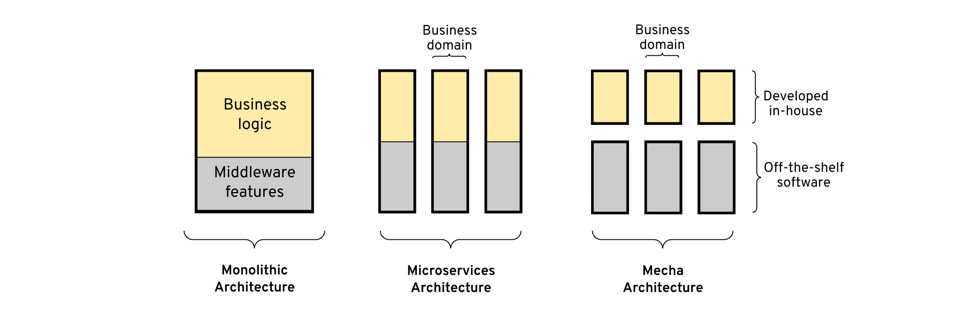 Business
logic
Middleware
features
Monolithic
Architecture
Business
domain
Microservices
Architecture
Business
domain
Developed
in-house
Off-the-shelf
software
Mecha
Architecture